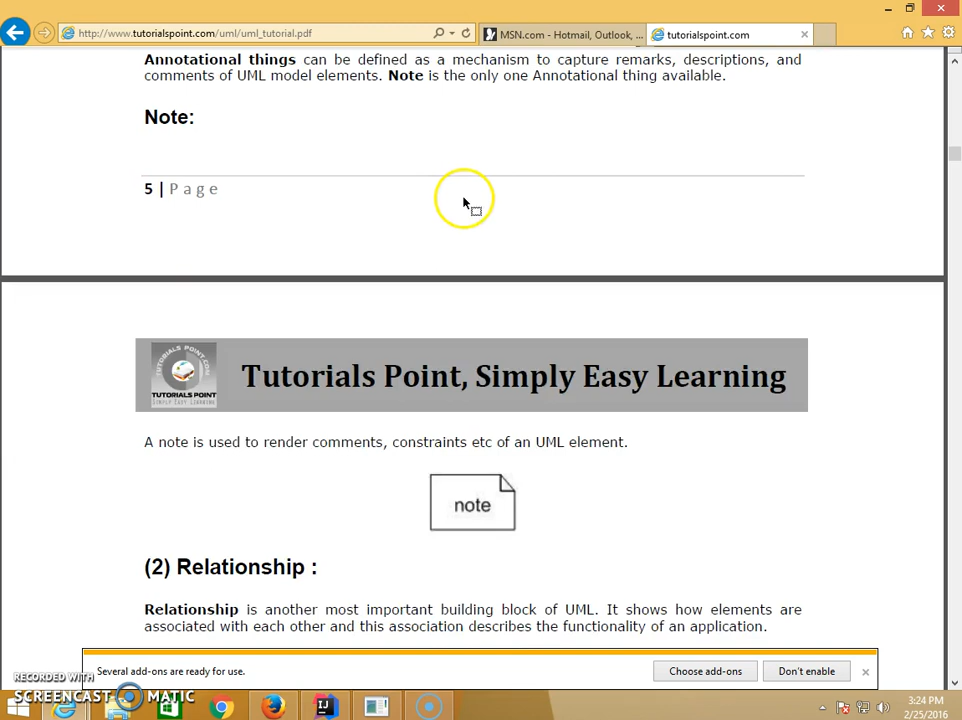 http://www.tutorialspoint.com/uml/uml_tutorial.pdf
MSN.com - Hotmail, Outlook, ...
tutorialspoint.com
Annotational things can be defined as a mechanism to capture remarks, descriptions, and
comments of UML model elements. Note is the only one Annotational thing available.
Note:
5 | Page
TUTORIALS POINT
SIMPLY EASY LEARNING
Tutorials Point, Simply Easy Learning
A note is used to render comments, constraints etc of an UML element.
note
(2) Relationship :
Relationship is another most important building block of UML. It shows how elements are
associated with each other and this association describes the functionality of an application.
Several add-ons are ready for use.
Choose add-ons
Don't enable
RECORDED WITH
SCREENCAST MATIC
IJ
3:24 PM
2/25/2016